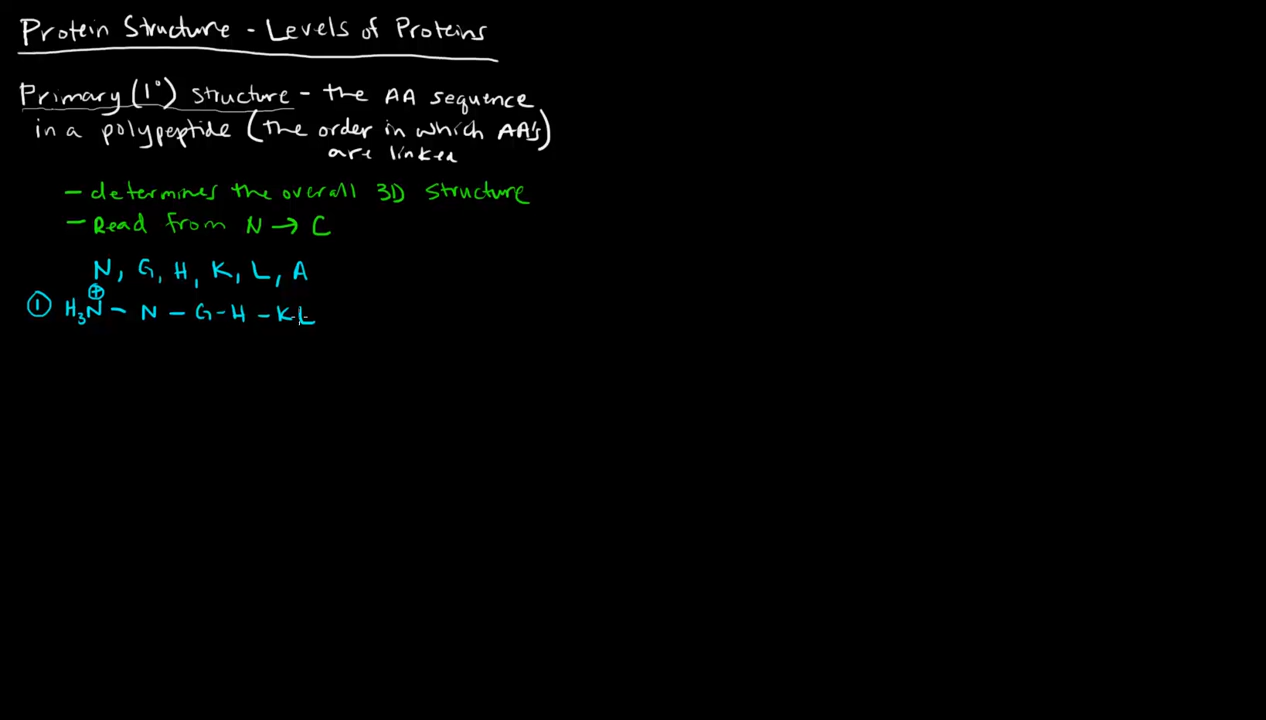 Protein Structure - Levels of Proteins
Primary (1°) structure - the AA sequence
in a polypeptide (the order in which AA's)
are linked
- determines the overall 3D structure
- Read from N → C
N, G, H, K, L, A
① H₃N⊕ - N - G - H - K - L